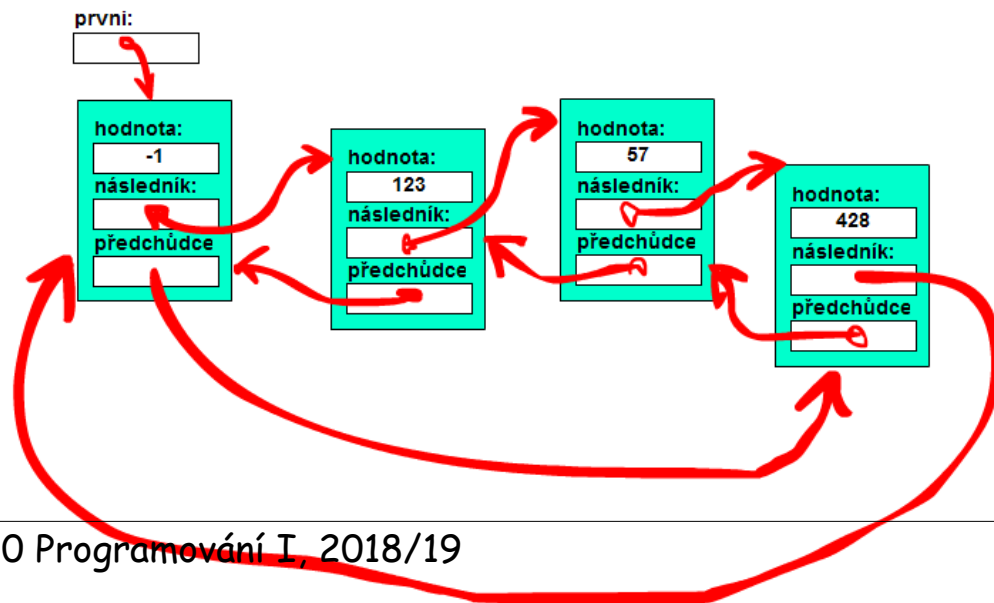 první:
hodnota:
-1
následník:
předchůdce
hodnota:
123
následník:
předchůdce
hodnota:
57
následník:
předchůdce
hodnota:
428
následník:
předchůdce
0 Programování I, 2018/19